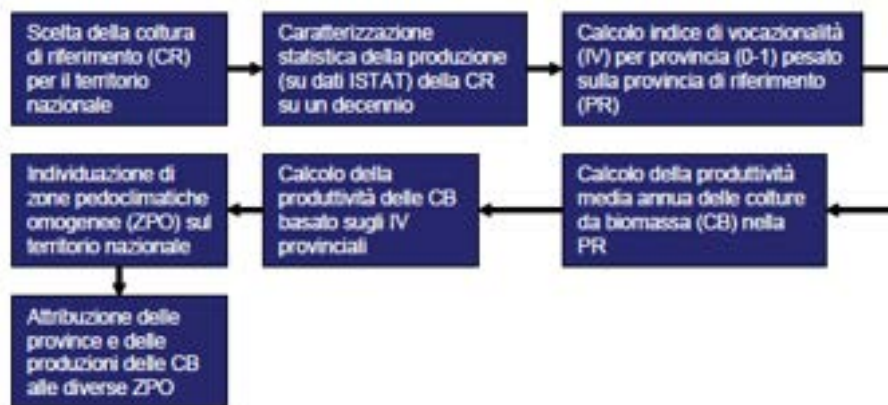 Scelta della coltura
di riferimento (CR)
per il territorio
nazionale
Caratterizzazione
statistica della produzione
(su dati ISTAT) della CR
su un decennio
Calcolo indice di vocazionalità
(IV) per provincia (0-1) pesato
sulla provincia di riferimento
(PR)
Calcolo della produttività
media annua delle colture
da biomassa (CB) nella
PR
Calcolo della
produttività delle CB
basato sugli IV
provinciali
Individuazione di
zone pedoclimatiche
omogenee (ZPO) sul
territorio nazionale
Attribuzione delle
province e delle
produzioni delle CB
alle diverse ZPO